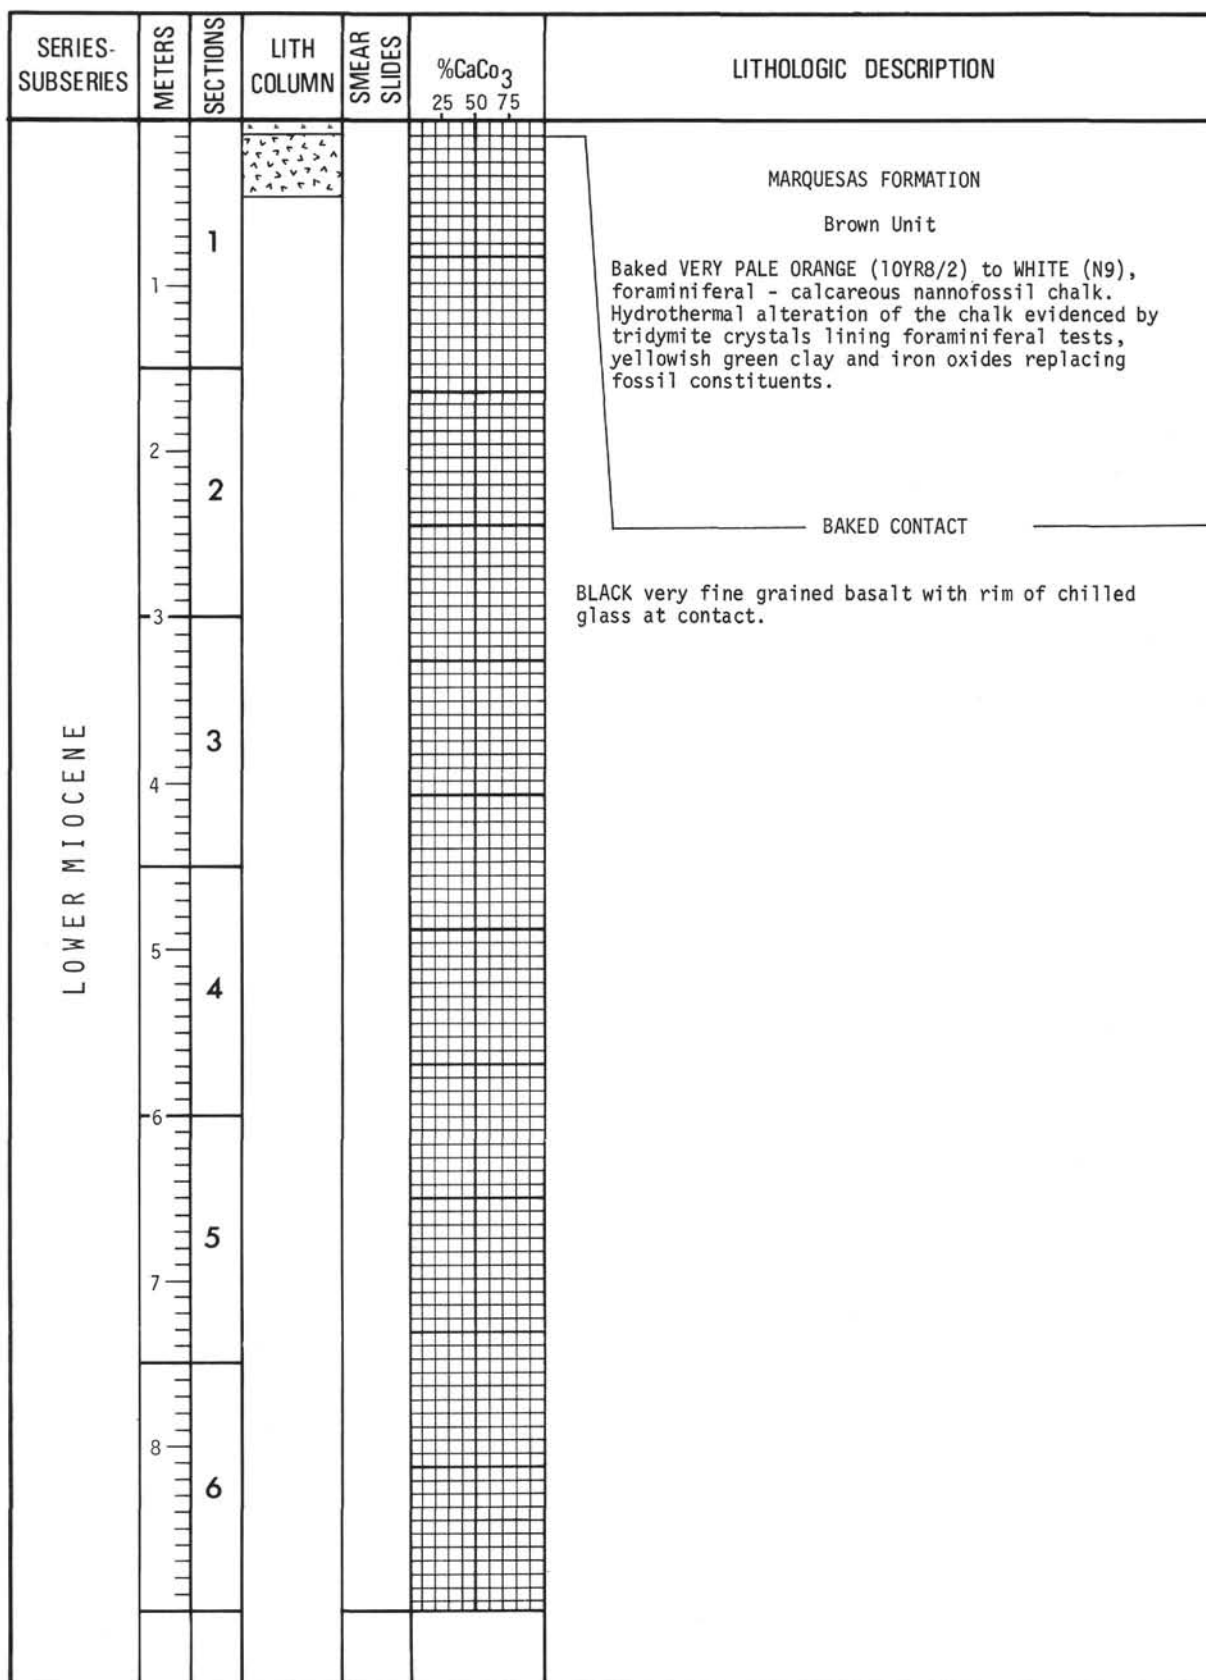 SERIES-
SUBSERIES
METERS
SECTIONS
LITH
COLUMN
SMEAR
SLIDES
%CaCo3
25 50 75
LITHOLOGIC DESCRIPTION
LOWER MIOCENE
1
2
3
4
5
6
7
8
1
2
3
4
5
6
MARQUESAS FORMATION
Brown Unit
Baked VERY PALE ORANGE (10YR8/2) to WHITE (N9),
foraminiferal - calcareous nannofossil chalk.
Hydrothermal alteration of the chalk evidenced by
tridymite crystals lining foraminiferal tests,
yellowish green clay and iron oxides replacing
fossil constituents.
BAKED CONTACT
BLACK very fine grained basalt with rim of chilled
glass at contact.